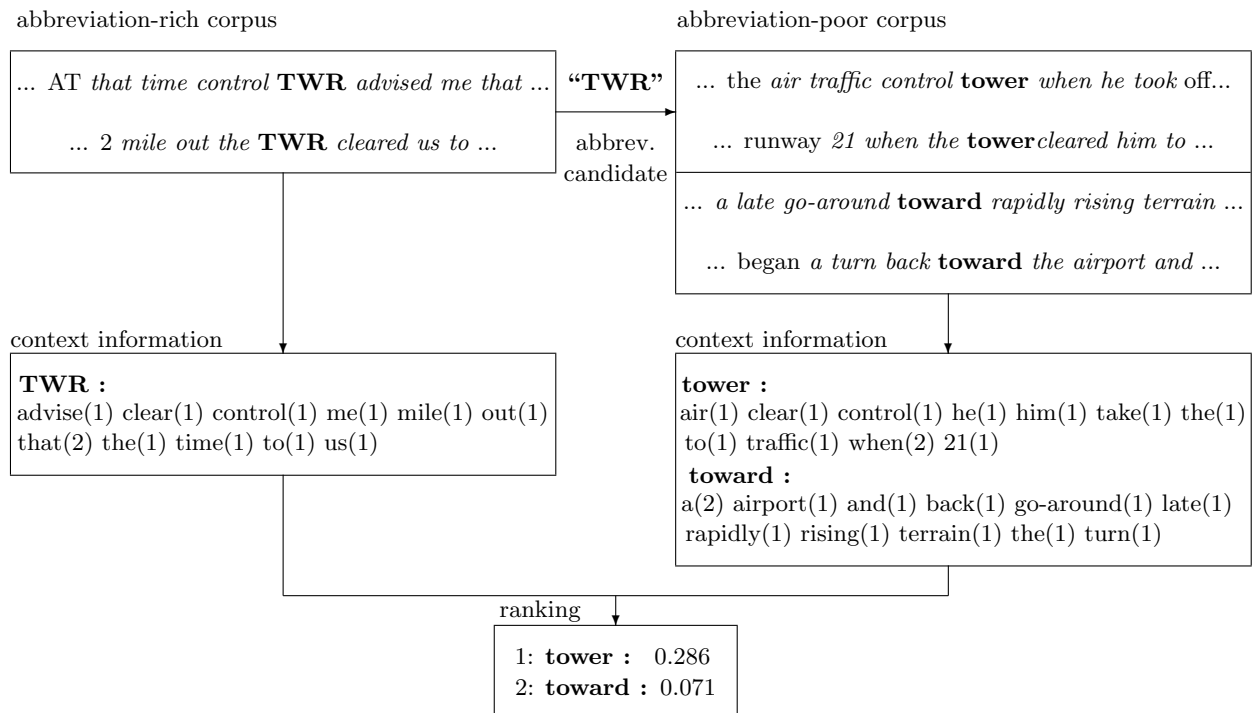 abbreviation-rich corpus
... AT that time control TWR advised me that ...
... 2 mile out the TWR cleared us to ...
“TWR”
abbrev.
candidate
abbreviation-poor corpus
... the air traffic control tower when he took off...
... runway 21 when the towercleared him to ...
... a late go-around toward rapidly rising terrain ...
... began a turn back toward the airport and ...
context information
TWR :
advise(1) clear(1) control(1) me(1) mile(1) out(1)
that(2) the(1) time(1) to(1) us(1)
context information
tower :
air(1) clear(1) control(1) he(1) him(1) take(1) the(1)
to(1) traffic(1) when(2) 21(1)
toward :
a(2) airport(1) and(1) back(1) go-around(1) late(1)
rapidly(1) rising(1) terrain(1) the(1) turn(1)
ranking
1: tower : 0.286
2: toward : 0.071